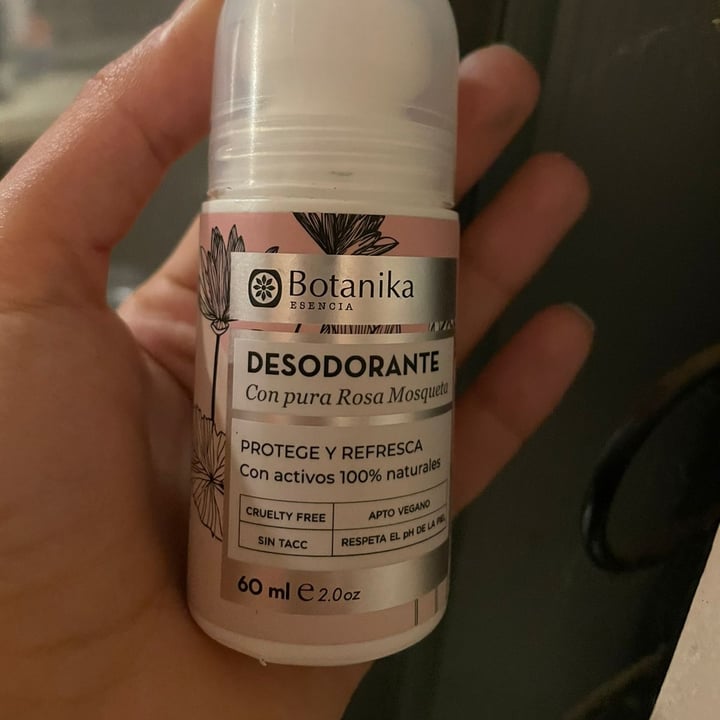 Botanika
ESENCIA
DESODORANTE
Con pura Rosa Mosqueta
PROTEGE Y REFRESCA
Con activos 100% naturales
CRUELTY FREE
APTO VEGANO
SIN TACC
RESPETA EL pH DE LA PIEL
60 ml e 2.0oz